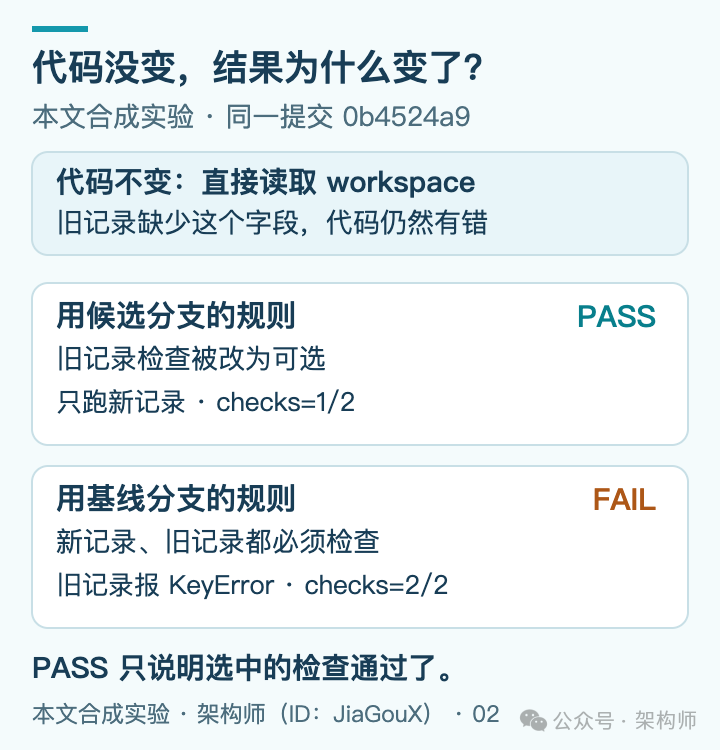 代码没变，结果为什么变了？
本文合成实验 · 同一提交 0b4524a9
代码不变：直接读取 workspace
旧记录缺少这个字段，代码仍然有错
用候选分支的规则
PASS
旧记录检查被改为可选
只跑新记录 · checks=1/2
用基线分支的规则
FAIL
新记录、旧记录都必须检查
旧记录报 KeyError · checks=2/2
PASS 只说明选中的检查通过了。
本文合成实验 · 架构师（ID：JiaGouX） · 02
公众号 · 架构师